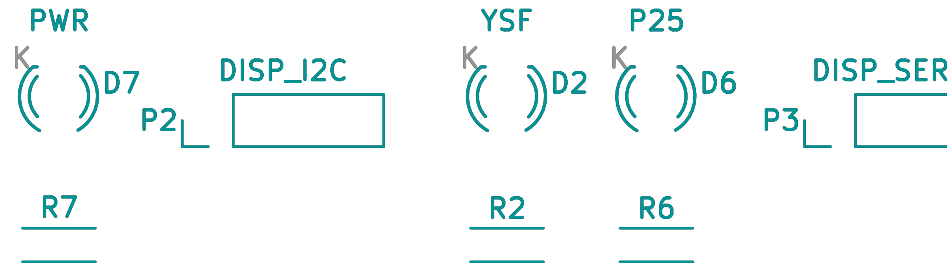 PWR YSF P25
K K K
D7 DISP_I2C D2 D6 DISP_SER
P2 P3
R7 R2 R6